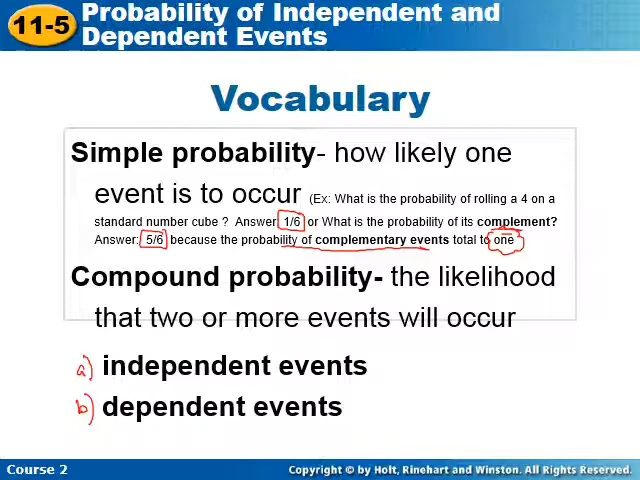 11-5 Probability of Independent and
Dependent Events
Vocabulary
Simple probability- how likely one
event is to occur (Ex: What is the probability of rolling a 4 on a
standard number cube ? Answer: 1/6 or What is the probability of its complement?
Answer: 5/6 because the probability of complementary events total to one
Compound probability- the likelihood
that two or more events will occur
a) independent events
b) dependent events
Course 2 Copyright © by Holt, Rinehart and Winston. All Rights Reserved.